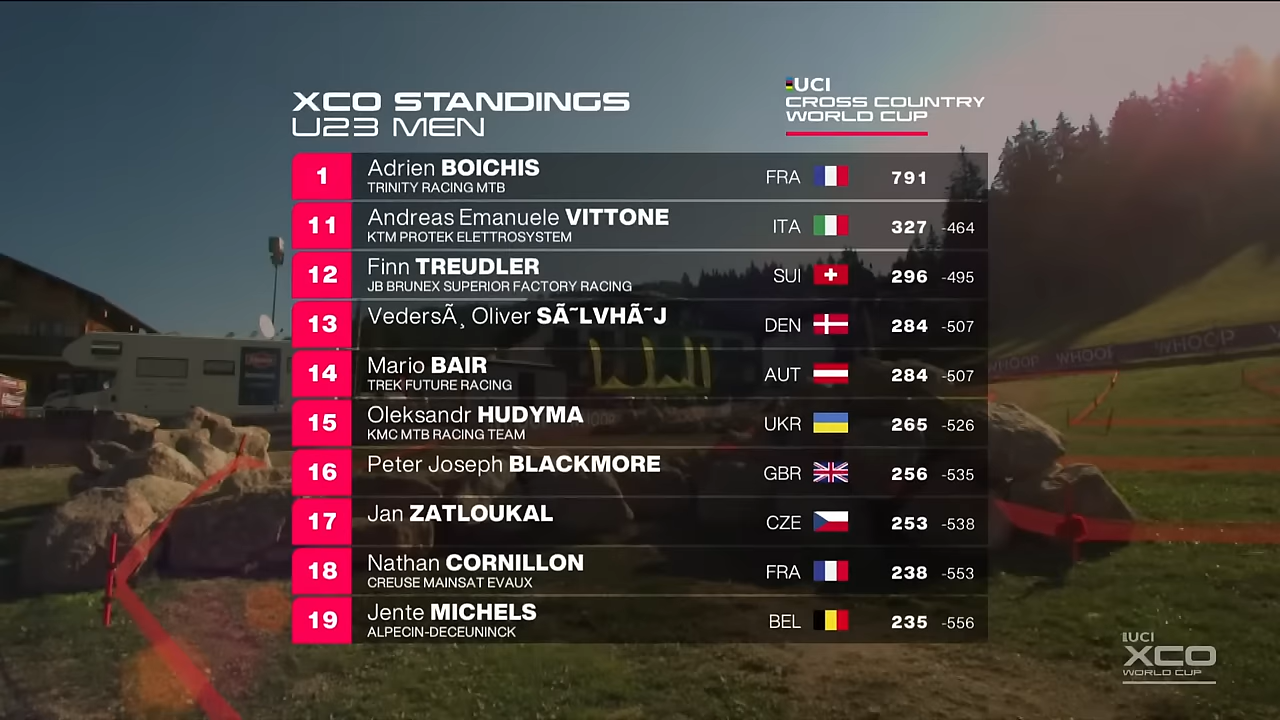 XCO STANDINGS
U23 MEN
UCI
CROSS COUNTRY
WORLD CUP
1 Adrien BOICHIS FRA 791
TRINITY RACING MTB
11 Andreas Emanuele VITTONE ITA 327 -464
KTM PROTEK ELETTROSYSTEM
12 Finn TREUDLER SUI 296 -495
JB BRUNEX SUPERIOR FACTORY RACING
13 VedersÃ¸ Oliver SÃ˜LVHÃ˜J DEN 284 -507
14 Mario BAIR AUT 284 -507
TREK FUTURE RACING
15 Oleksandr HUDYMA UKR 265 -526
KMC MTB RACING TEAM
16 Peter Joseph BLACKMORE GBR 256 -535
17 Jan ZATLOUKAL CZE 253 -538
18 Nathan CORNILLON FRA 238 -553
CREUSE MAINSAT EVAUX
19 Jente MICHELS BEL 235 -556
ALPECIN-DECEUNINCK
WHOOP WHOOP WHOOP
UCI
XCO
WORLD CUP